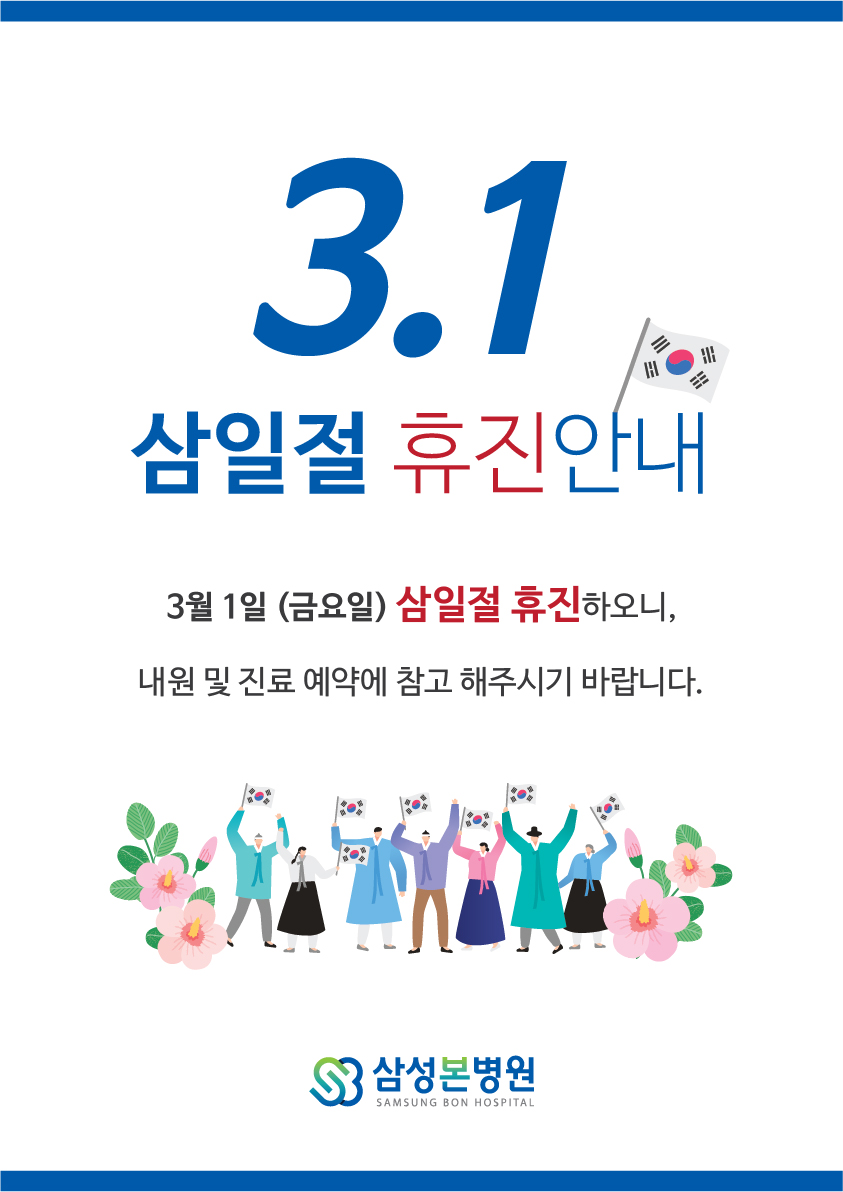 3.1
삼일절 휴진안내
3월 1일 (금요일) 삼일절 휴진하오니,
내원 및 진료 예약에 참고 해주시기 바랍니다.
삼성본병원
SAMSUNG BON HOSPITAL